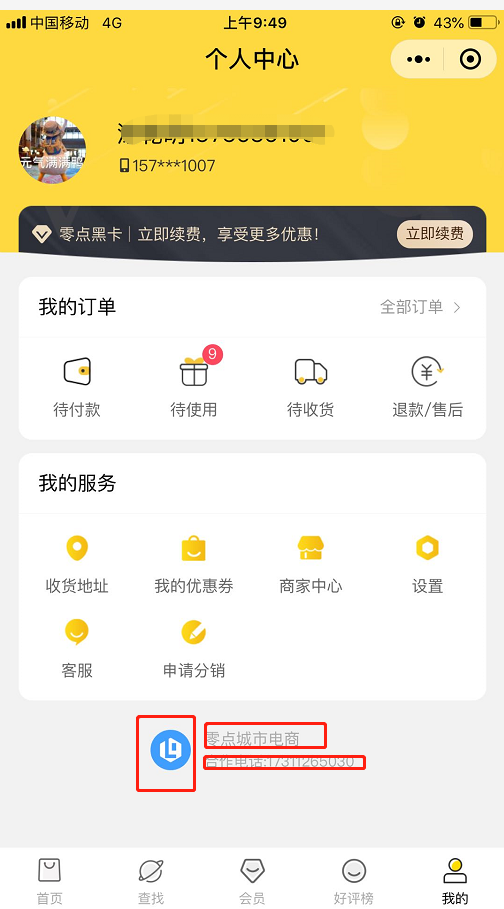 中国移动 4G 上午9:49 43%
个人中心
元气满满鸭
157***1007
零点黑卡 | 立即续费，享受更多优惠! 立即续费
我的订单 全部订单
9
待付款 待使用 待收货 退款/售后
我的服务
收货地址 我的优惠券 商家中心 设置
客服 申请分销
零点城市电商
合作电话:17311265030
首页 查找 会员 好评榜 我的